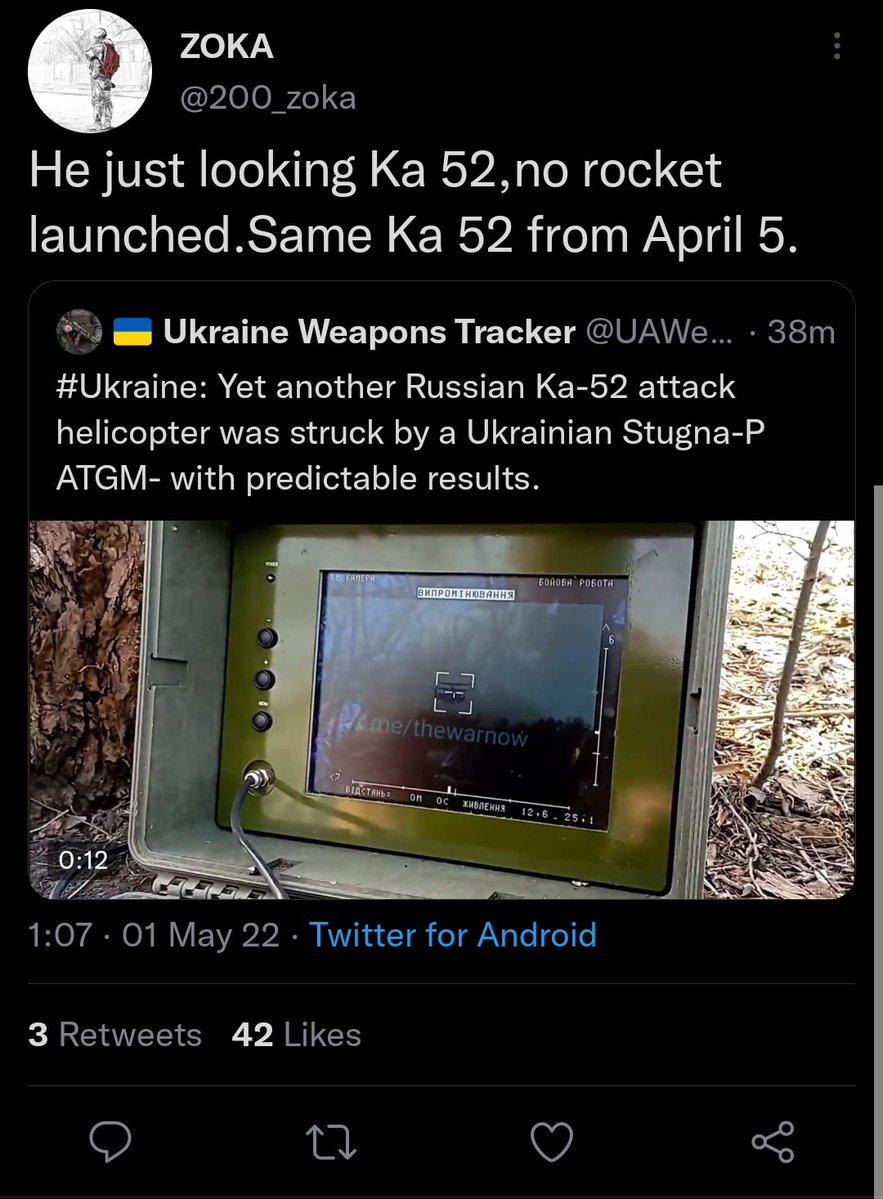 ZOKA
@200_zoka
He just looking Ka 52,no rocket
launched.Same Ka 52 from April 5.
🇺🇦 Ukraine Weapons Tracker @UAWe... · 38m
#Ukraine: Yet another Russian Ka-52 attack
helicopter was struck by a Ukrainian Stugna-P
ATGM- with predictable results.
POWER
ТВ КАМЕРА
БОЙОВА РОБОТА
ВИПРОМІНЮВАННЯ
6
-
+
MENU
me/thewarnow
ВІДСТАНЬ= 0М 0С ЖИВЛЕННЯ 12,6 . 25,1
0:12
1:07 · 01 May 22 · Twitter for Android
3 Retweets 42 Likes